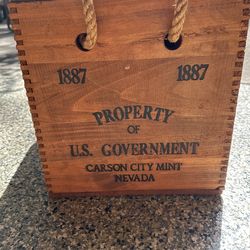 1887 1887
PROPERTY
OF
U.S. GOVERNMENT
CARSON CITY MINT
NEVADA